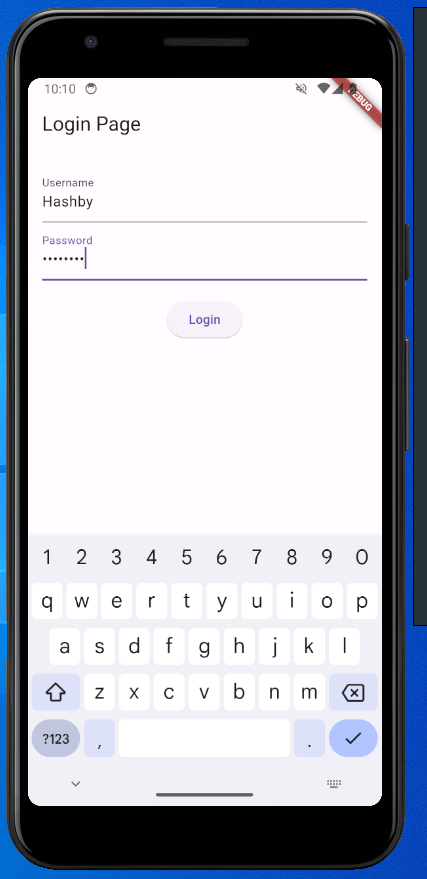 10:10
DEBUG
Login Page
Username
Hashby
Password
••••••••
Login
1 2 3 4 5 6 7 8 9 0
q w e r t y u i o p
a s d f g h j k l
z x c v b n m
?123 , .